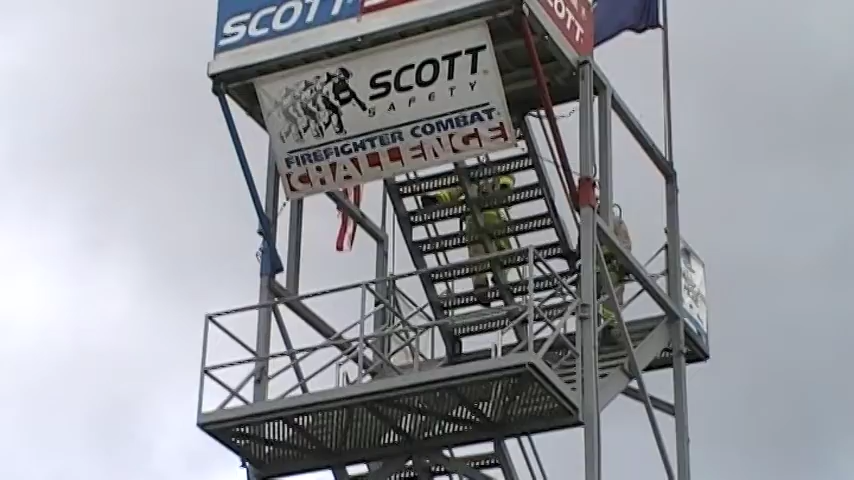 SCOTT
SCOTT
SCOTT
SAFETY
FIREFIGHTER COMBAT
CHALLENGE